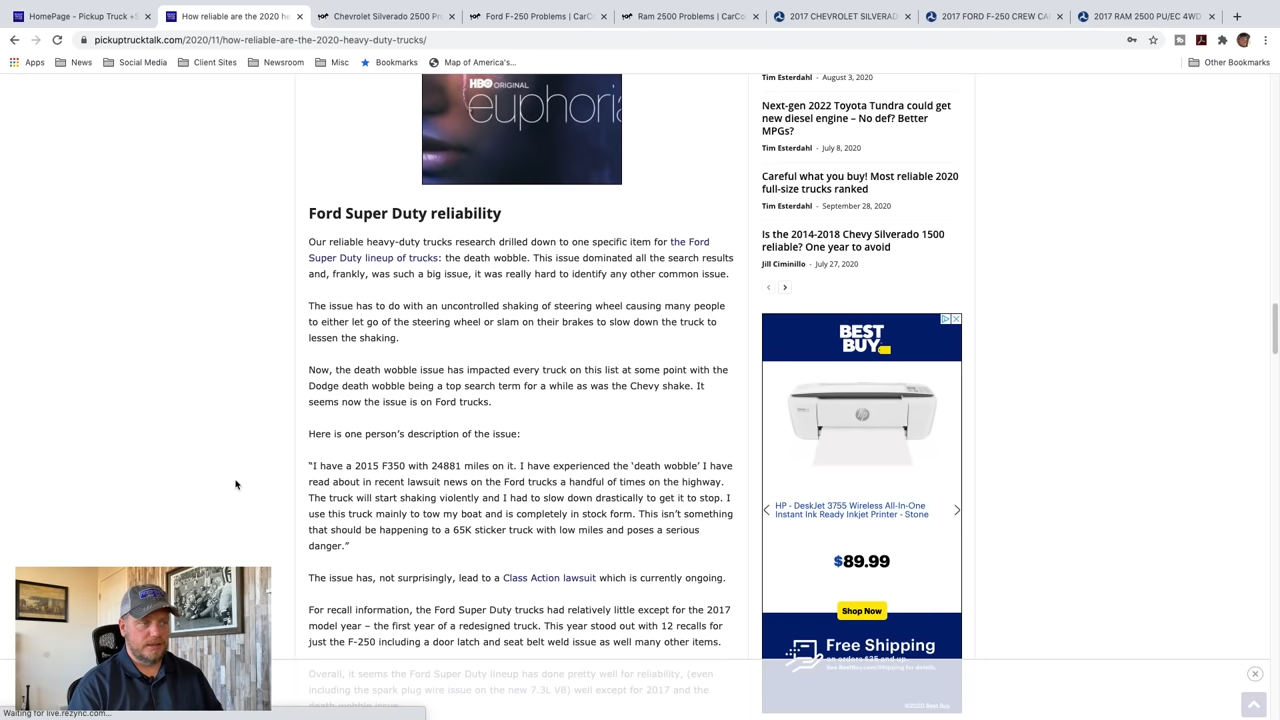 HomePage - Pickup Truck +S
How reliable are the 2020 he
Chevrolet Silverado 2500 Pro
Ford F-250 Problems | CarCo
Ram 2500 Problems | CarCom
2017 CHEVROLET SILVERAD
2017 FORD F-250 CREW CA
2017 RAM 2500 PU/EC 4WD
pickuptrucktalk.com/2020/11/how-reliable-are-the-2020-heavy-duty-trucks/
Apps
News
Social Media
Client Sites
Newsroom
Misc
Bookmarks
Map of America's...
Other Bookmarks
HBO ORIGINAL
euphoria
Ford Super Duty reliability
Our reliable heavy-duty trucks research drilled down to one specific item for the Ford
Super Duty lineup of trucks: the death wobble. This issue dominated all the search results
and, frankly, was such a big issue, it was really hard to identify any other common issue.
The issue has to do with an uncontrolled shaking of steering wheel causing many people
to either let go of the steering wheel or slam on their brakes to slow down the truck to
lessen the shaking.
Now, the death wobble issue has impacted every truck on this list at some point with the
Dodge death wobble being a top search term for a while as was the Chevy shake. It
seems now the issue is on Ford trucks.
Here is one person’s description of the issue:
“I have a 2015 F350 with 24881 miles on it. I have experienced the ‘death wobble’ I have
read about in recent lawsuit news on the Ford trucks a handful of times on the highway.
The truck will start shaking violently and I had to slow down drastically to get it to stop. I
use this truck mainly to tow my boat and is completely in stock form. This isn’t something
that should be happening to a 65K sticker truck with low miles and poses a serious
danger.”
The issue has, not surprisingly, lead to a Class Action lawsuit which is currently ongoing.
For recall information, the Ford Super Duty trucks had relatively little except for the 2017
model year – the first year of a redesigned truck. This year stood out with 12 recalls for
just the F-250 including a door latch and seat belt weld issue as well many other items.
Overall, it seems the Ford Super Duty lineup has done pretty well for reliability, (even
including the spark plug wire issue on the new 7.3L V8) well except for 2017 and the
death wobble issue.
Tim Esterdahl - August 3, 2020
Next-gen 2022 Toyota Tundra could get
new diesel engine – No def? Better
MPGs?
Tim Esterdahl - July 8, 2020
Careful what you buy! Most reliable 2020
full-size trucks ranked
Tim Esterdahl - September 28, 2020
Is the 2014-2018 Chevy Silverado 1500
reliable? One year to avoid
Jill Ciminillo - July 27, 2020
BEST
BUY
HP - DeskJet 3755 Wireless All-In-One
Instant Ink Ready Inkjet Printer - Stone
$89.99
Shop Now
Free Shipping
on orders $35 and up.
See BestBuy.com/Shipping for details.
©2020 Best Buy
Waiting for live.rezync.com...